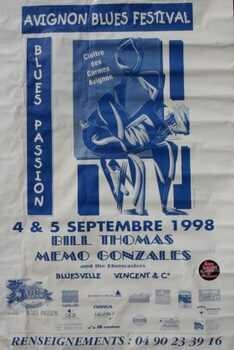 AVIGNON BLUES FESTIVAL
BLUES PASSION
Cloître
des
Carmes
Avignon
4 & 5 SEPTEMBRE 1998
BILL THOMAS
MEMO GONZALES
and the Bluescasters
BLUESVILLE VINCENT & C°
RENSEIGNEMENTS : 04 90 23 39 16